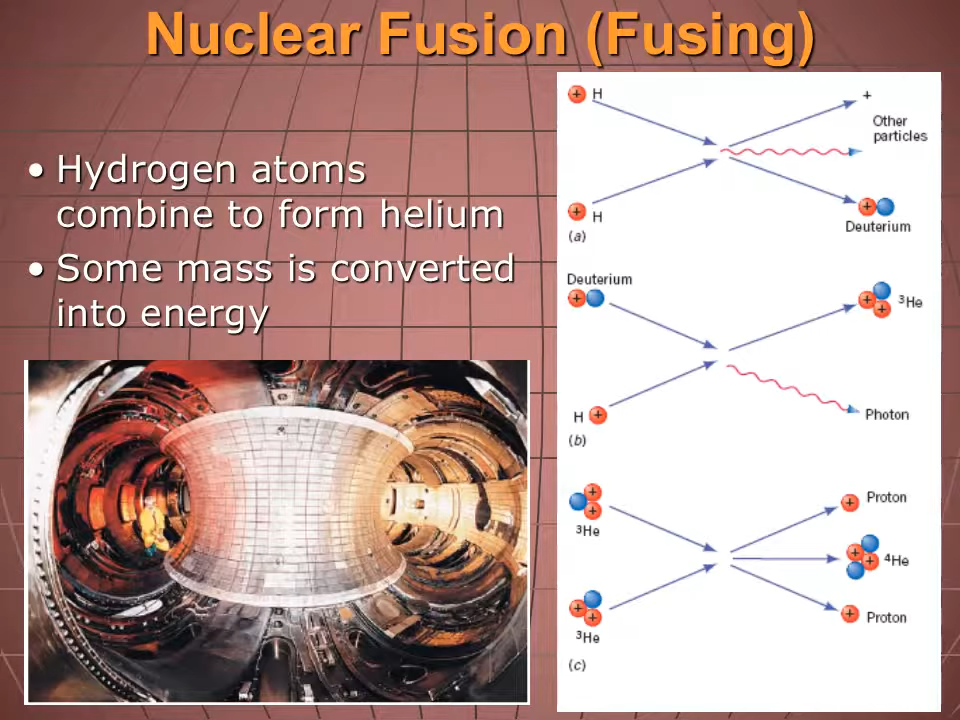 Nuclear Fusion (Fusing)
• Hydrogen atoms
combine to form helium
• Some mass is converted
into energy
+ H
+
Other
particles
+ H
+
Deuterium
(a)
Deuterium
+
+ +
³He
H +
Photon
(b)
+
+
³He
+ Proton
+ +
⁴He
+ +
³He
+ Proton
(c)